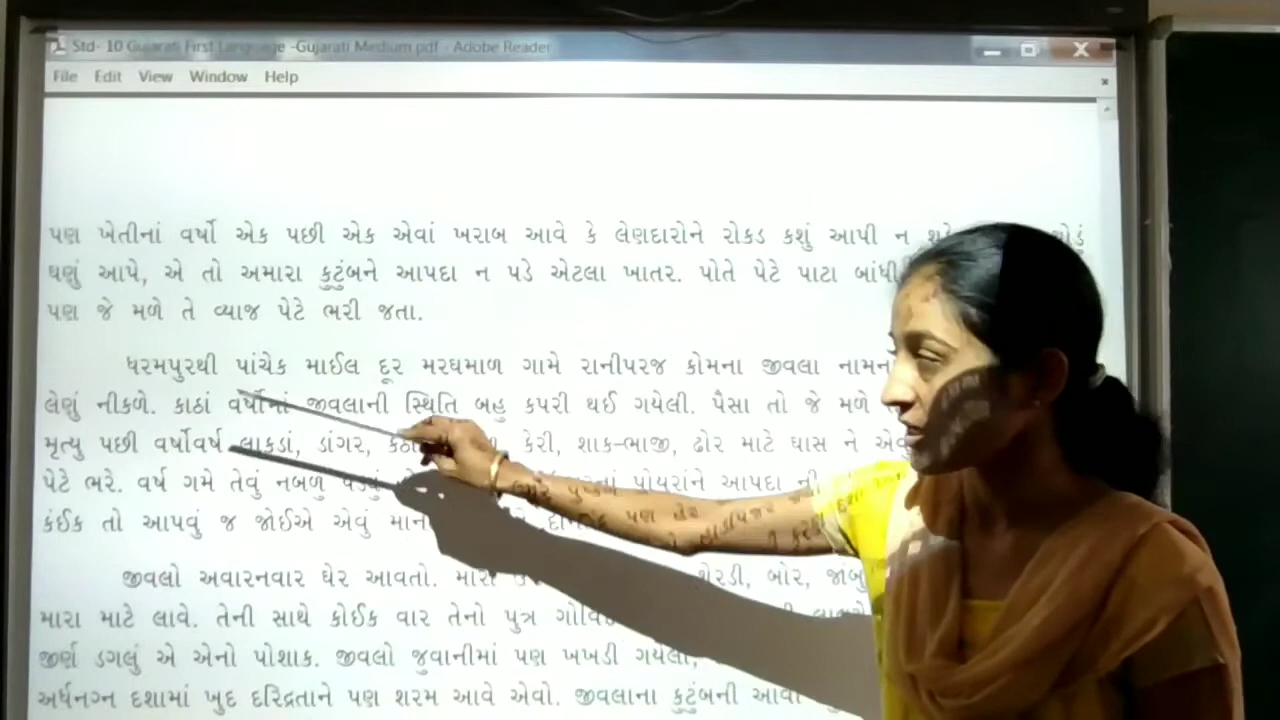 Std- 10 Gujarati First Language -Gujarati Medium.pdf - Adobe Reader
File Edit View Window Help
પણ ખેતીનાં વર્ષો એક પછી એક એવાં ખરાબ આવે કે લેણદારોને રોકડ કશું આપી ન
ઘણું આપે, એ તો અમારા કુટુંબને આપદા ન પડે એટલા ખાતર. પોતે પેટે પાટા
પણ જે મળે તે વ્યાજ પેટે ભરી જતા.
ધરમપુરથી પાંચેક માઈલ દૂર મરઘમાળ ગામે રાનીપરજ કોમના જીવલા
લેણું નીકળે. કાઠાં વર્ષોમાં જીવલાની સ્થિતિ બહુ કપરી થઈ ગયેલી. પૈસા તો જે મળે
મૃત્યુ પછી વર્ષોવર્ષ લાકડાં, ડાંગર, કેરી, શાક-ભાજી, ઢોર માટે ઘાસ ને
પેટે ભરે. વર્ષ ગમે તેવું નબળું પોયરાંને આપદા ની
કંઈક તો આપવું જ જોઈએ એવું પણ
જીવલો અવારનવાર ઘેર આવતો. મારા શેરડી, બોર,
મારા માટે લાવે. તેની સાથે કોઈક વાર તેનો પુત્ર
જીર્ણ ડગલું એ એનો પોશાક. જીવલો જુવાનીમાં પણ ખખડી ગયેલો,
અર્ધનગ્ન દશામાં ખુદ દરિદ્રતાને પણ શરમ આવે એવો. જીવલાના કુટુંબની આવી